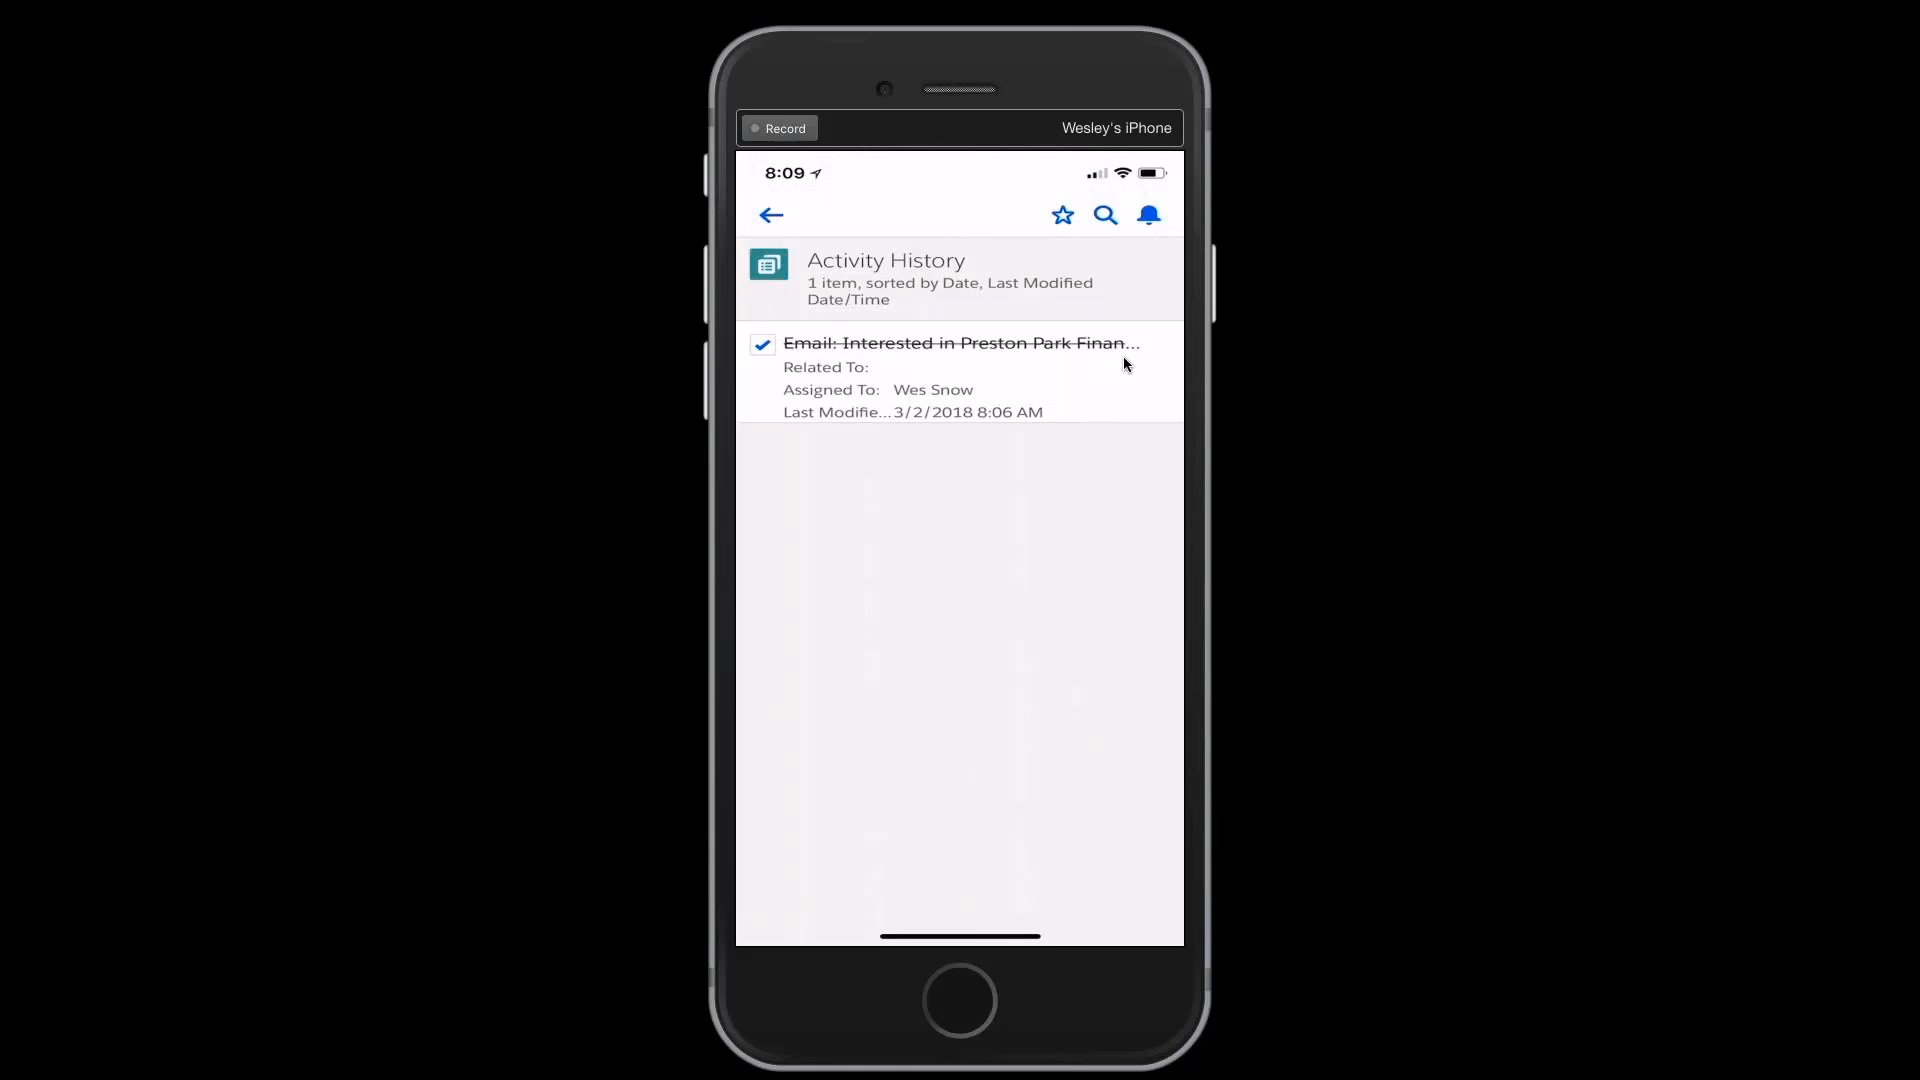 Record
Wesley's iPhone
8:09
Activity History
1 item, sorted by Date, Last Modified
Date/Time
Email: Interested in Preston Park Finan...
Related To:
Assigned To: Wes Snow
Last Modifie... 3/2/2018 8:06 AM